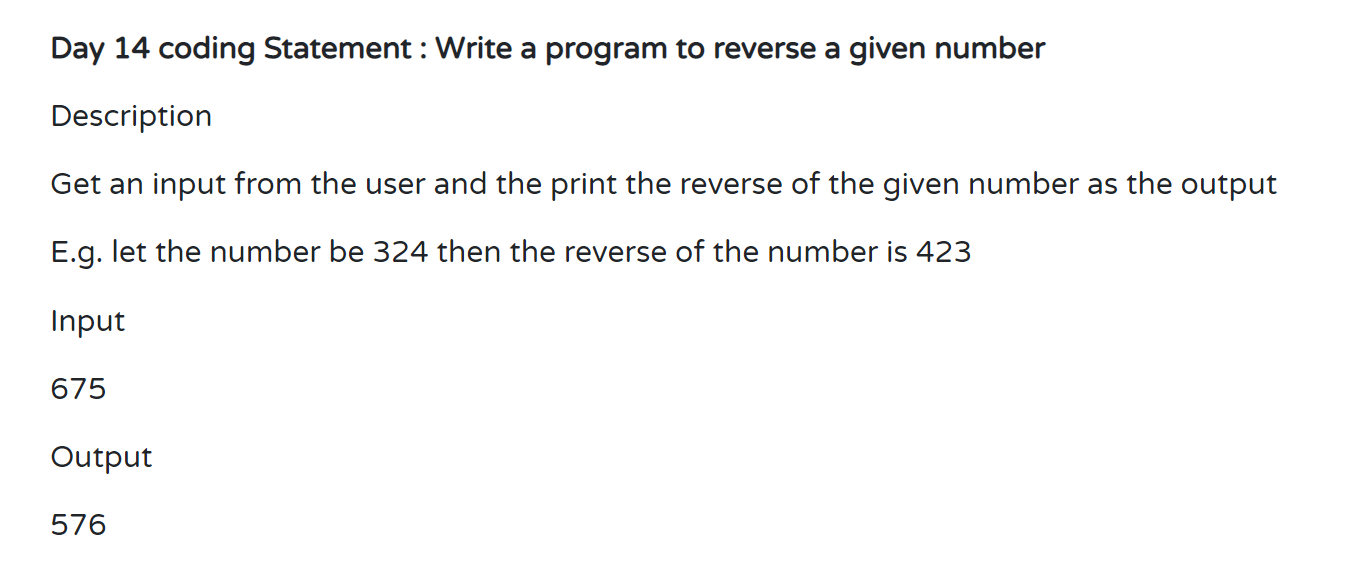 Day 14 coding Statement : Write a program to reverse a given number
Description
Get an input from the user and the print the reverse of the given number as the output
E.g. let the number be 324 then the reverse of the number is 423
Input
675
Output
576